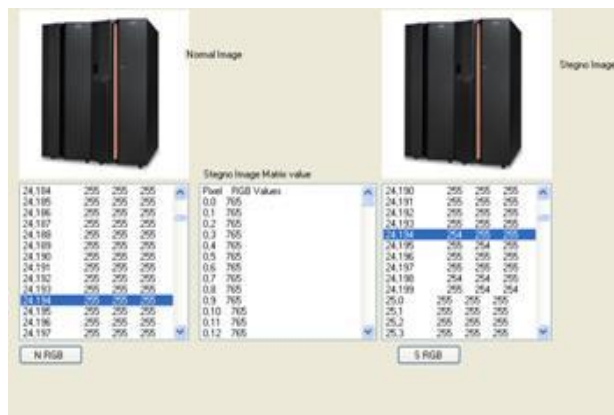 Normal Image
Stegno Image
Stegno Image Matrix value
24,184 255 255 255
24,185 255 255 255
24,186 255 255 255
24,187 255 255 255
24,188 255 255 255
24,189 255 255 255
24,190 255 255 255
24,191 255 255 255
24,192 255 255 255
24,193 255 255 255
24,194 255 255 255
24,195 255 255 255
24,196 255 255 255
24,197 255 255 255
Pixel RGB Values
0,0 765
0,1 765
0,2 765
0,3 765
0,4 765
0,5 765
0,6 765
0,7 765
0,8 765
0,9 765
0,10 765
0,11 765
0,12 765
24,190 255 255 255
24,191 255 255 255
24,192 255 255 255
24,193 255 255 255
24,194 254 255 255
24,195 255 254 255
24,196 255 255 255
24,197 255 255 255
24,198 254 255 254
24,199 255 255 254
25,0 255 255 255
25,1 255 255 255
25,2 255 255 255
25,3 255 255 255
N RGB
S RGB